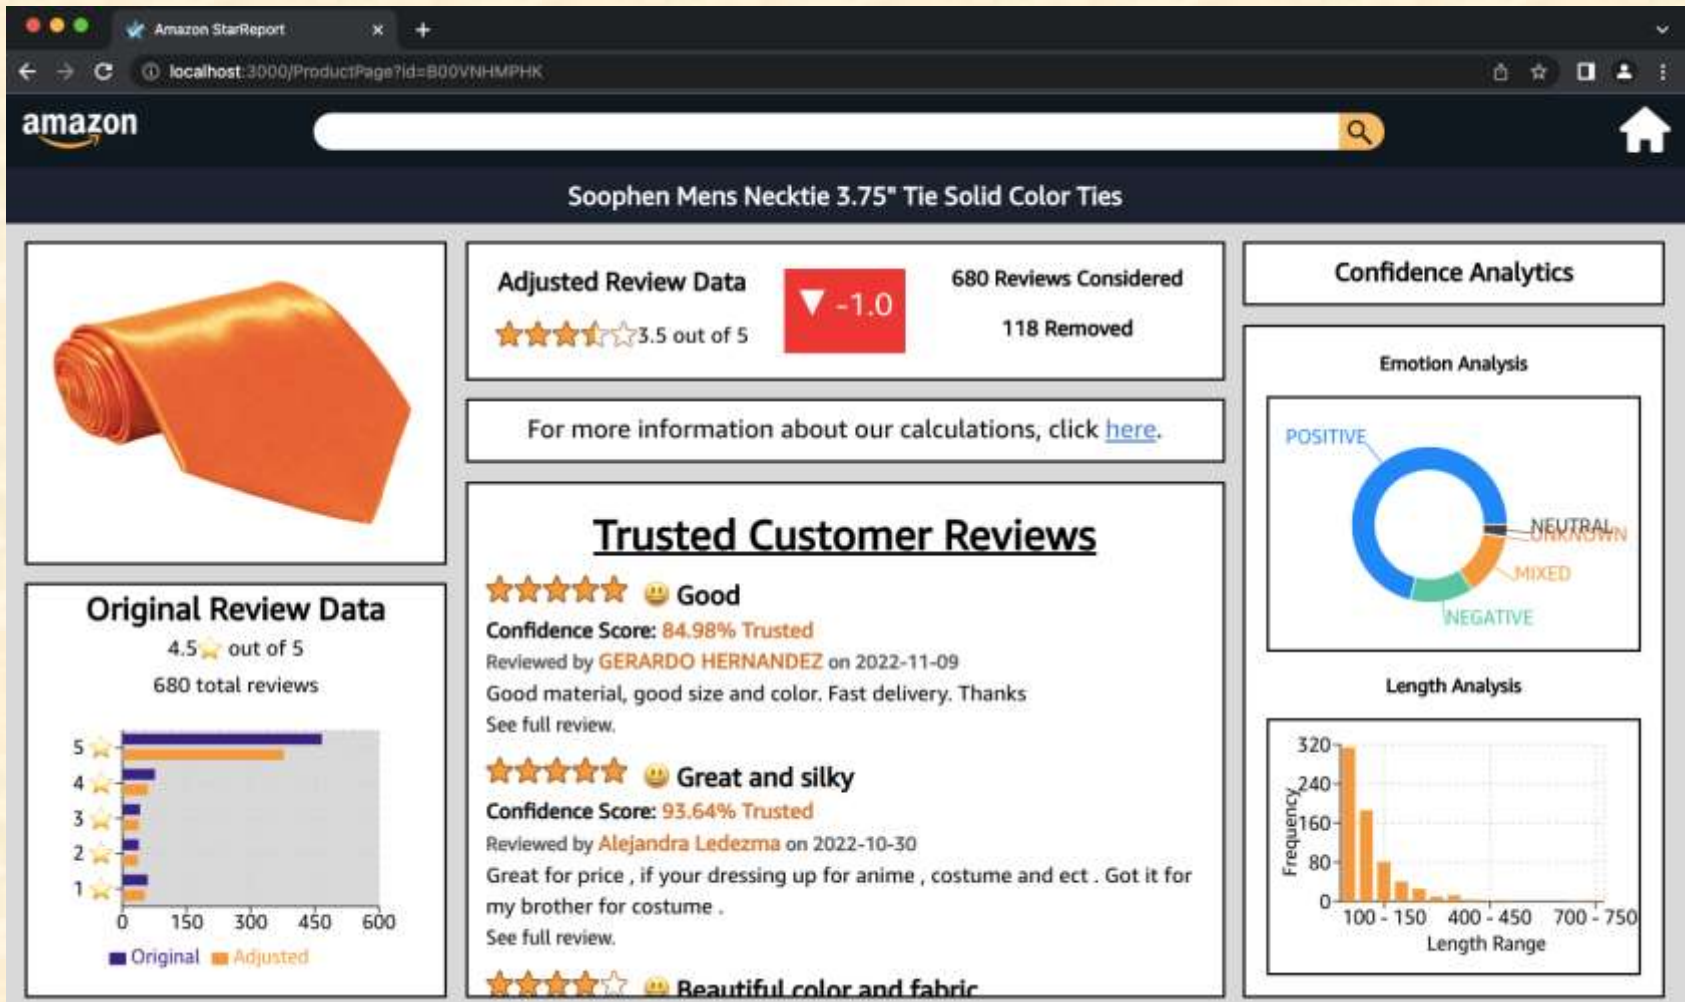 Amazon StarReport
localhost:3000/ProductPage?id=B00VNHMPHK
amazon
Soophen Mens Necktie 3.75" Tie Solid Color Ties
Adjusted Review Data
3.5 out of 5
▼ -1.0
680 Reviews Considered
118 Removed
For more information about our calculations, click here.
Trusted Customer Reviews
Good
Confidence Score: 84.98% Trusted
Reviewed by GERARDO HERNANDEZ on 2022-11-09
Good material, good size and color. Fast delivery. Thanks
See full review.
Great and silky
Confidence Score: 93.64% Trusted
Reviewed by Alejandra Ledezma on 2022-10-30
Great for price , if your dressing up for anime , costume and ect . Got it for
my brother for costume .
See full review.
Beautiful color and fabric
Original Review Data
4.5 out of 5
680 total reviews
5
4
3
2
1
0 150 300 450 600
Original Adjusted
Confidence Analytics
Emotion Analysis
POSITIVE
NEUTRAL
UNKNOWN
MIXED
NEGATIVE
Length Analysis
320
240
160
80
0
Frequency
100 - 150 400 - 450 700 - 750
Length Range